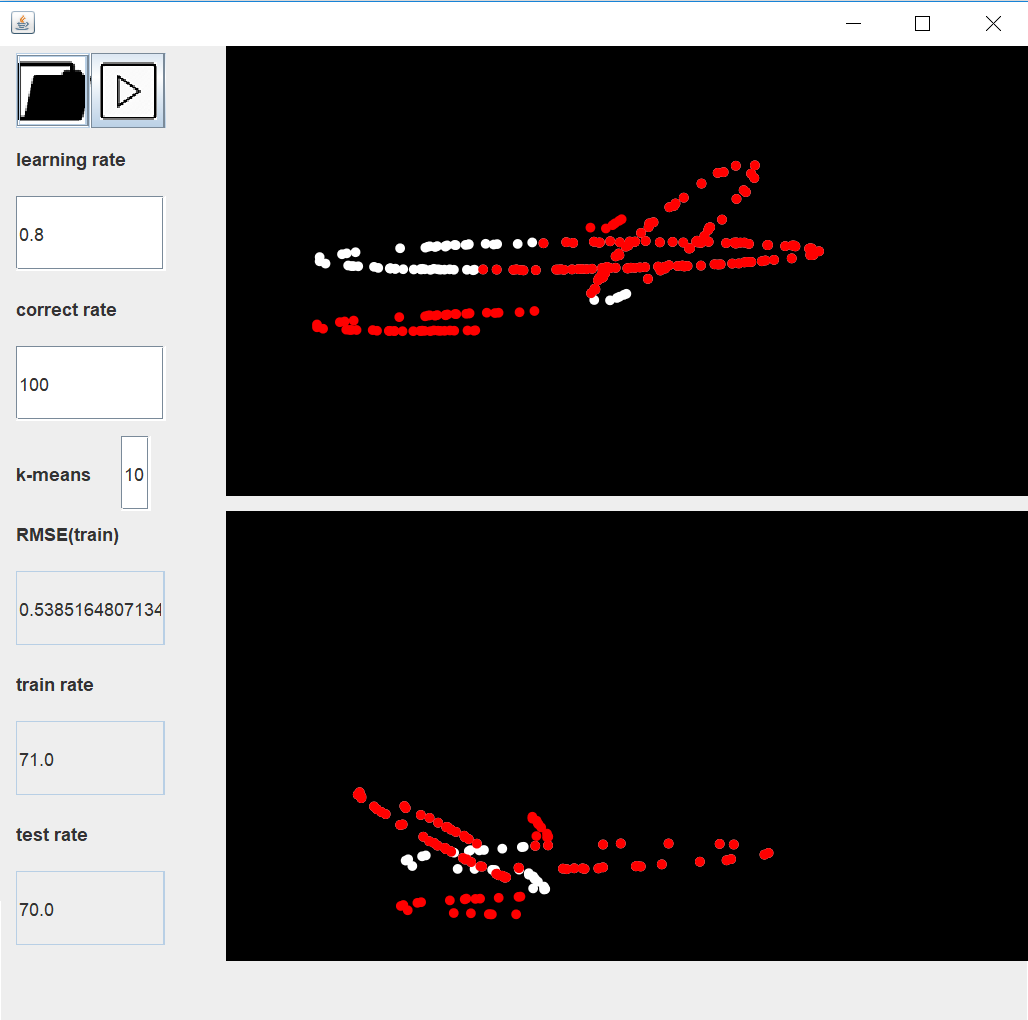 learning rate
0.8
correct rate
100
k-means 10
RMSE(train)
0.5385164807134
train rate
71.0
test rate
70.0